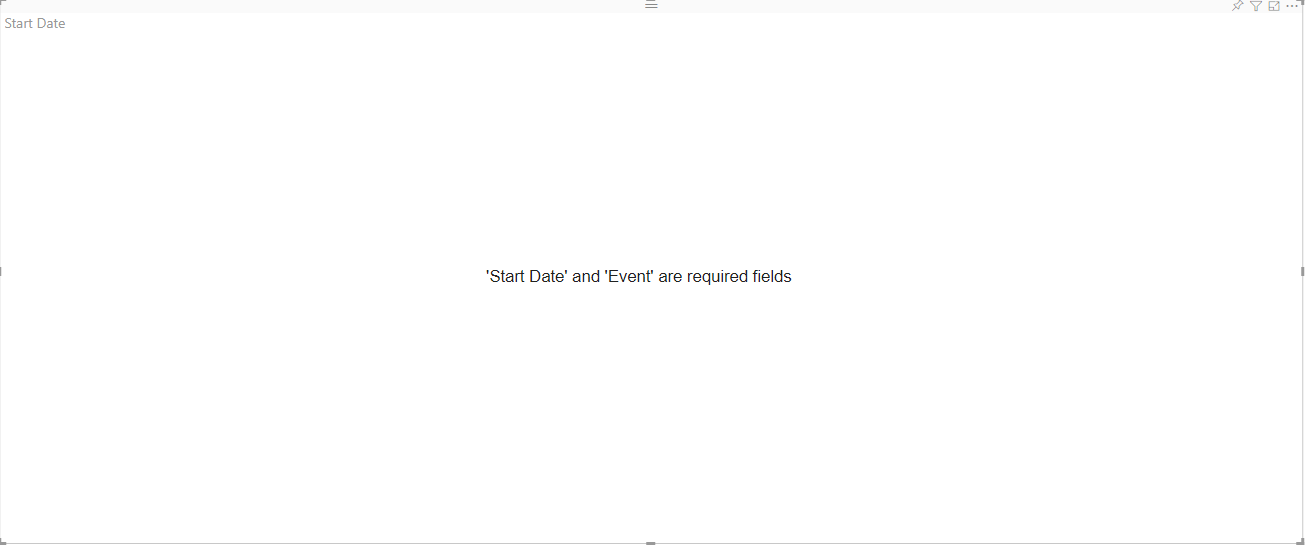 Start Date
'Start Date' and 'Event' are required fields